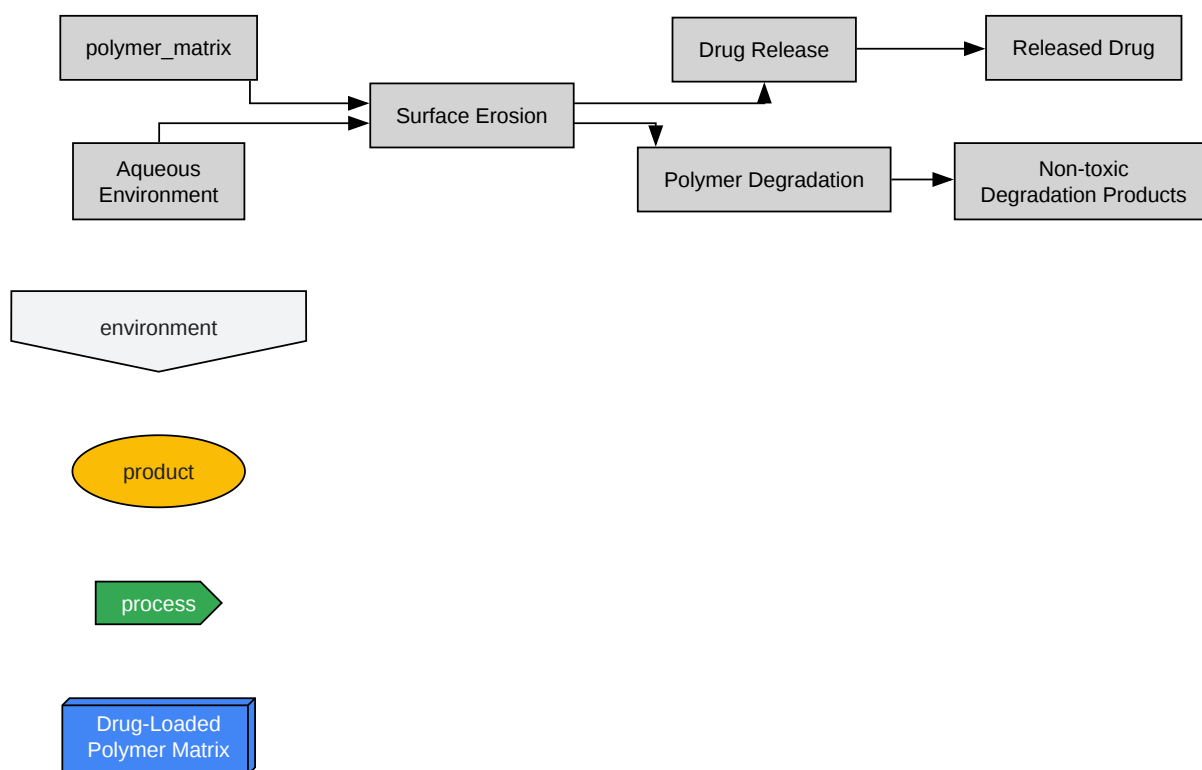 polymer_matrix
Aqueous
Environment
Surface Erosion
Drug Release
Polymer Degradation
Released Drug
Non-toxic
Degradation Products
environment
product
process
Drug-Loaded
Polymer Matrix